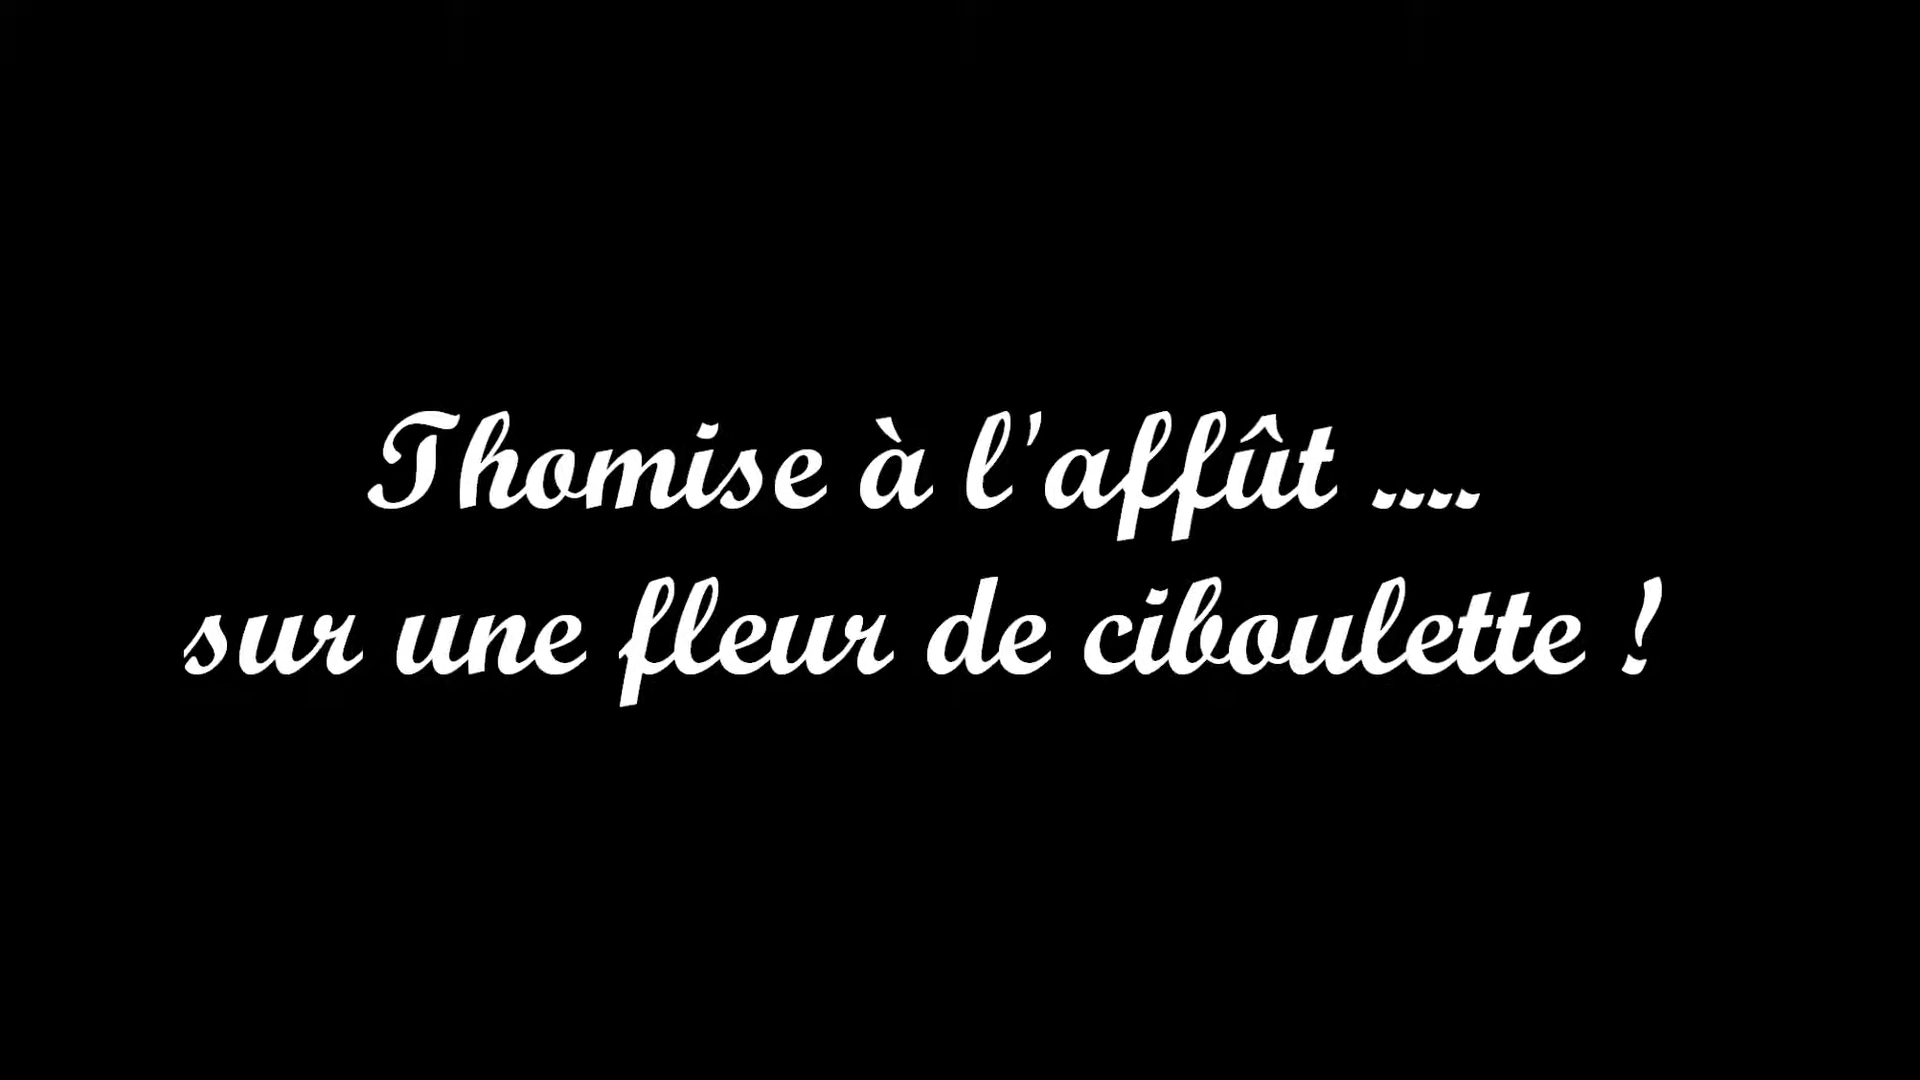 Thomise à l'affût ....
sur une fleur de ciboulette !